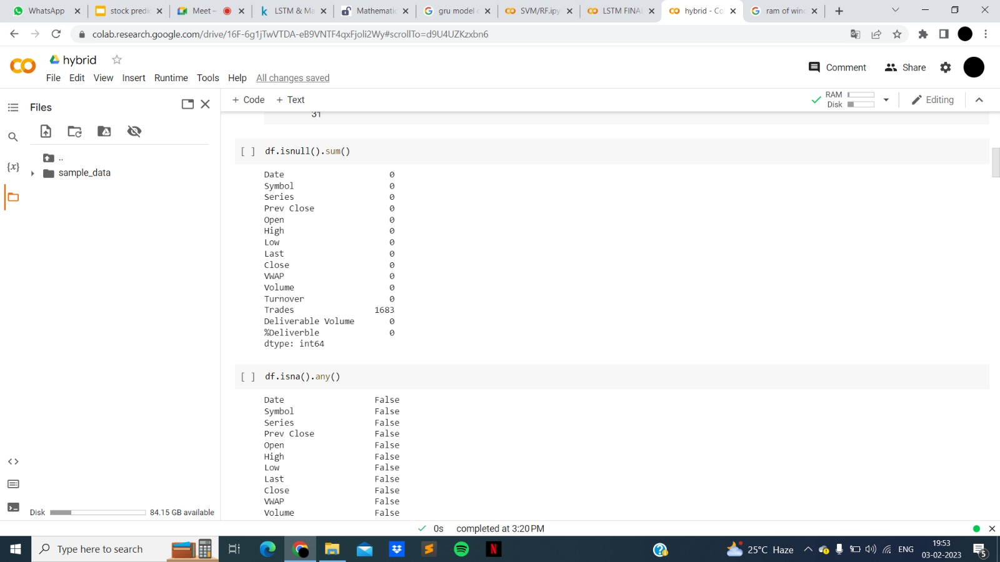 WhatsApp
stock predic
Meet -
LSTM & Ma
Mathematic
gru model c
SVM/RF.ipy
LSTM FINAL
hybrid - Co
ram of winc
colab.research.google.com/drive/16F-6g1jTwVTDA-eB9VNTF4qxFjoli2Wy#scrollTo=d9U4UZKzxbn6
hybrid
File Edit View Insert Runtime Tools Help All changes saved
Comment
Share
Files
+ Code + Text
RAM
Disk
Editing
..
sample_data
{x}
31
[ ] df.isnull().sum()
Date 0
Symbol 0
Series 0
Prev Close 0
Open 0
High 0
Low 0
Last 0
Close 0
VWAP 0
Volume 0
Turnover 0
Trades 1683
Deliverable Volume 0
%Deliverble 0
dtype: int64
[ ] df.isna().any()
Date False
Symbol False
Series False
Prev Close False
Open False
High False
Low False
Last False
Close False
VWAP False
Volume False
Disk 84.15 GB available
0s completed at 3:20 PM
Type here to search
25°C Haze
ENG
19:53
03-02-2023
5